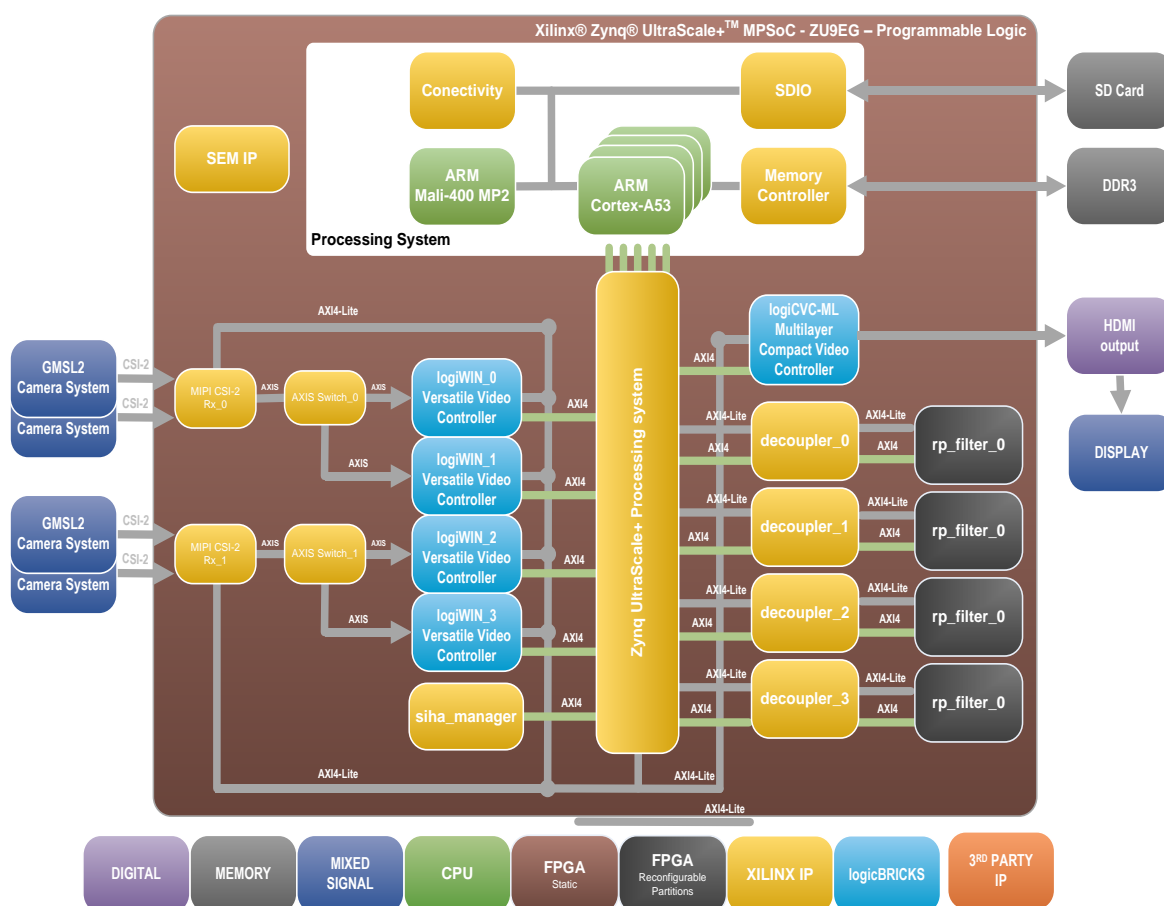 Xilinx® Zynq® UltraScale+™ MPSoC - ZU9EG – Programmable Logic
Conectivity
SDIO
SD Card
SEM IP
ARM
Mali-400 MP2
ARM
Cortex-A53
Memory
Controller
DDR3
Processing System
AXI4-Lite
logiCVC-ML
Multilayer
Compact Video
Controller
HDMI
output
DISPLAY
GMSL2
Camera System
Camera System
CSI-2
CSI-2
MIPI CSI-2
Rx_0
AXIS
AXIS Switch_0
AXIS
AXIS
logiWIN_0
Versatile Video
Controller
AXI4
logiWIN_1
Versatile Video
Controller
AXI4
GMSL2
Camera System
Camera System
CSI-2
CSI-2
MIPI CSI-2
Rx_1
AXIS
AXIS Switch_1
AXIS
AXIS
logiWIN_2
Versatile Video
Controller
AXI4
logiWIN_3
Versatile Video
Controller
AXI4
siha_manager
AXI4
AXI4-Lite
Zynq UltraScale+ Processing system
AXI4
AXI4-Lite
AXI4
decoupler_0
AXI4-Lite
AXI4
rp_filter_0
AXI4-Lite
AXI4
decoupler_1
AXI4-Lite
AXI4
rp_filter_0
AXI4-Lite
AXI4
decoupler_2
AXI4-Lite
AXI4
rp_filter_0
AXI4-Lite
AXI4
decoupler_3
AXI4-Lite
AXI4
rp_filter_0
AXI4-Lite
AXI4-Lite
DIGITAL
MEMORY
MIXED
SIGNAL
CPU
FPGA
Static
FPGA
Reconfigurable
Partitions
XILINX IP
logicBRICKS
3RD PARTY
IP